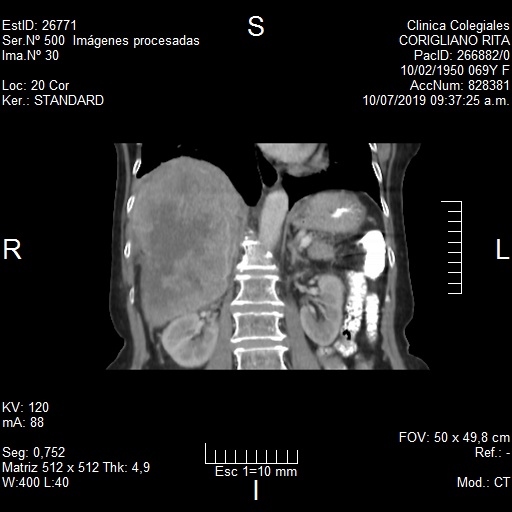 EstID: 26771
Ser.Nº 500 Imágenes procesadas
Ima.Nº 30
Loc: 20 Cor
Ker.: STANDARD
S
Clinica Colegiales
CORIGLIANO RITA
PacID: 266882/0
10/02/1950 069Y F
AccNum: 828381
10/07/2019 09:37:25 a.m.
R
L
KV: 120
mA: 88
Seg: 0,752
Matriz 512 x 512 Thk: 4,9
W:400 L:40
Esc 1=10 mm
I
FOV: 50 x 49,8 cm
Ref.: -
Mod.: CT